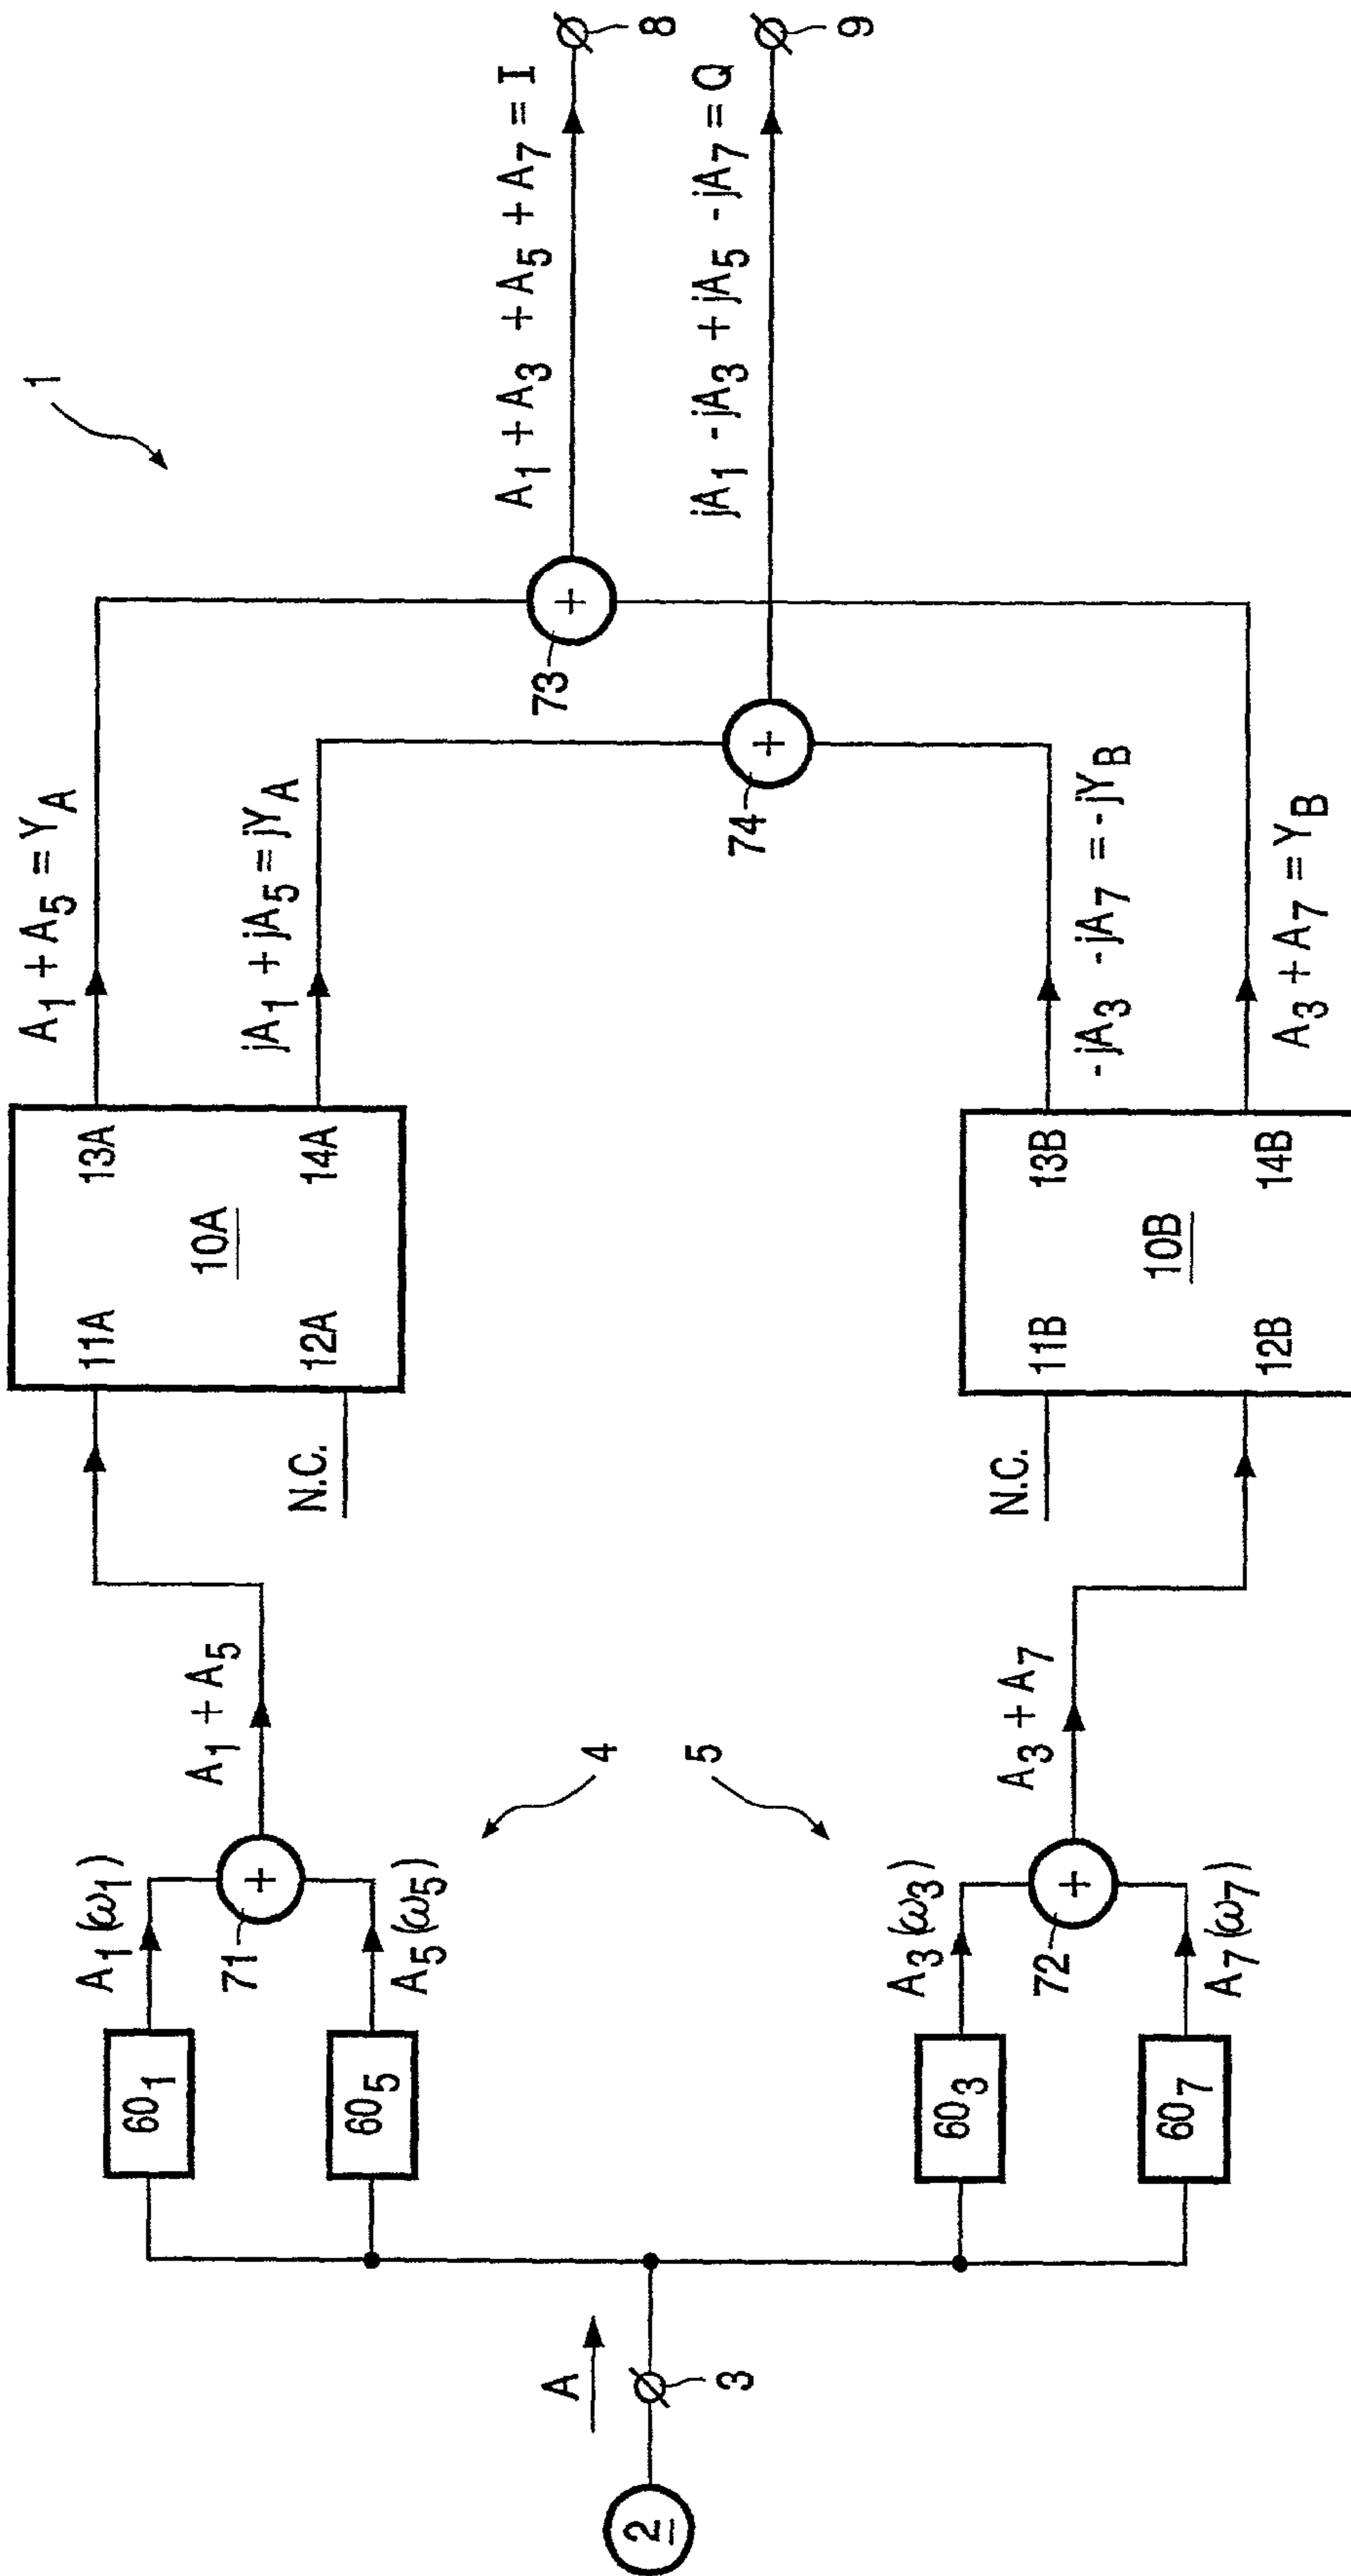 1
2
A
3
60₁
60₅
60₃
60₇
A₁(ω₁)
A₅(ω₅)
A₃(ω₃)
A₇(ω₇)
71
+
72
+
4
5
A₁ + A₅
A₃ + A₇
11A
13A
10A
12A
14A
N.C.
N.C.
11B
13B
10B
12B
14B
A₁ + A₅ = Y_A
jA₁ + jA₅ = jY_A
-jA₃ -jA₇ = -jY_B
A₃ + A₇ = Y_B
73
+
74
+
A₁ + A₃ + A₅ + A₇ = I
jA₁ -jA₃ + jA₅ -jA₇ = Q
8
9